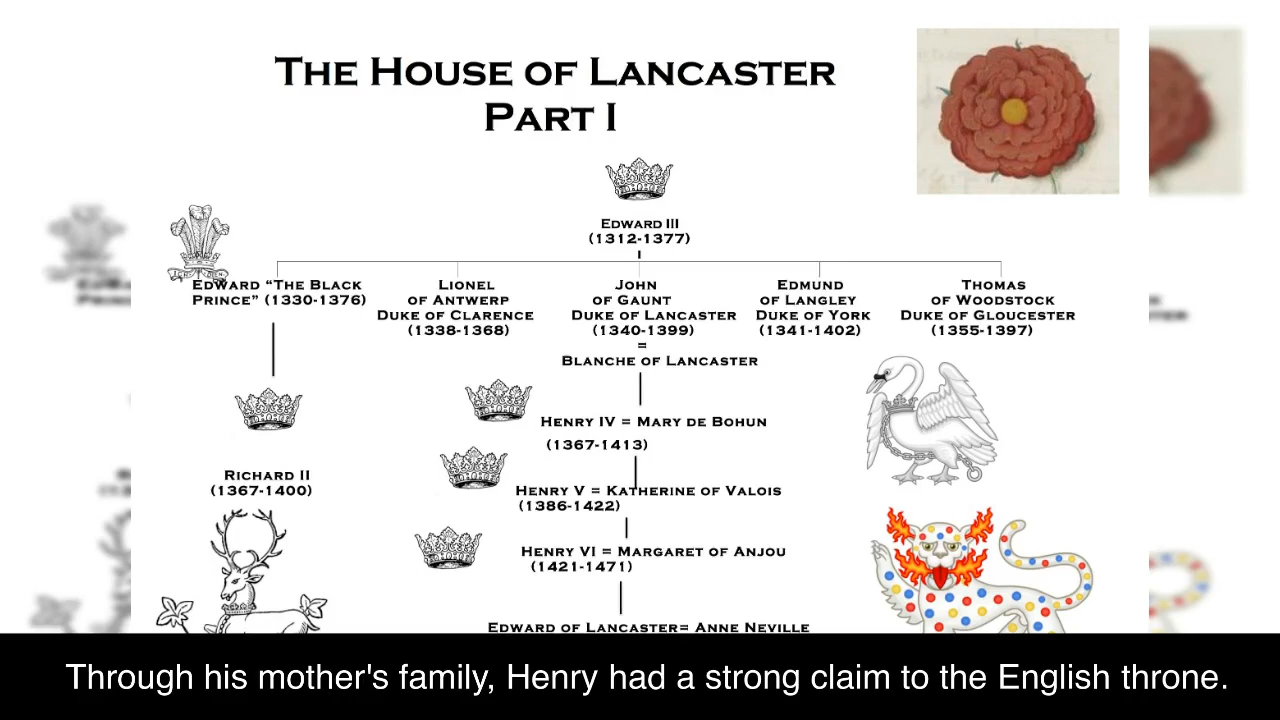 THE HOUSE OF LANCASTER
PART I
EDWARD III
(1312-1377)
EDWARD “THE BLACK
PRINCE” (1330-1376)
LIONEL
OF ANTWERP
DUKE OF CLARENCE
(1338-1368)
JOHN
OF GAUNT
DUKE OF LANCASTER
(1340-1399)
=
BLANCHE OF LANCASTER
EDMUND
OF LANGLEY
DUKE OF YORK
(1341-1402)
THOMAS
OF WOODSTOCK
DUKE OF GLOUCESTER
(1355-1397)
HENRY IV = MARY DE BOHUN
(1367-1413)
RICHARD II
(1367-1400)
HENRY V = KATHERINE OF VALOIS
(1386-1422)
HENRY VI = MARGARET OF ANJOU
(1421-1471)
EDWARD OF LANCASTER= ANNE NEVILLE
Through his mother's family, Henry had a strong claim to the English throne.